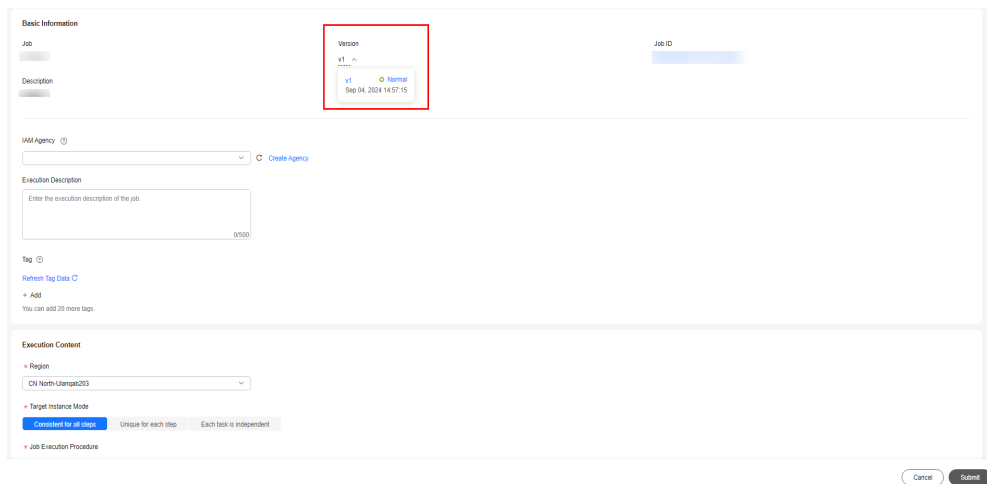 Basic Information
Job
Version
Job ID
v1
v1 Normal
Sep 04, 2024 14:57:15
Description
IAM Agency
Create Agency
Execution Description
Enter the execution description of the job.
0/500
Tag
Refresh Tag Data
+ Add
You can add 20 more tags.
Execution Content
* Region
CN North-Ulanqab203
* Target Instance Mode
Consistent for all steps Unique for each step Each task is independent
* Job Execution Procedure
Cancel Submit